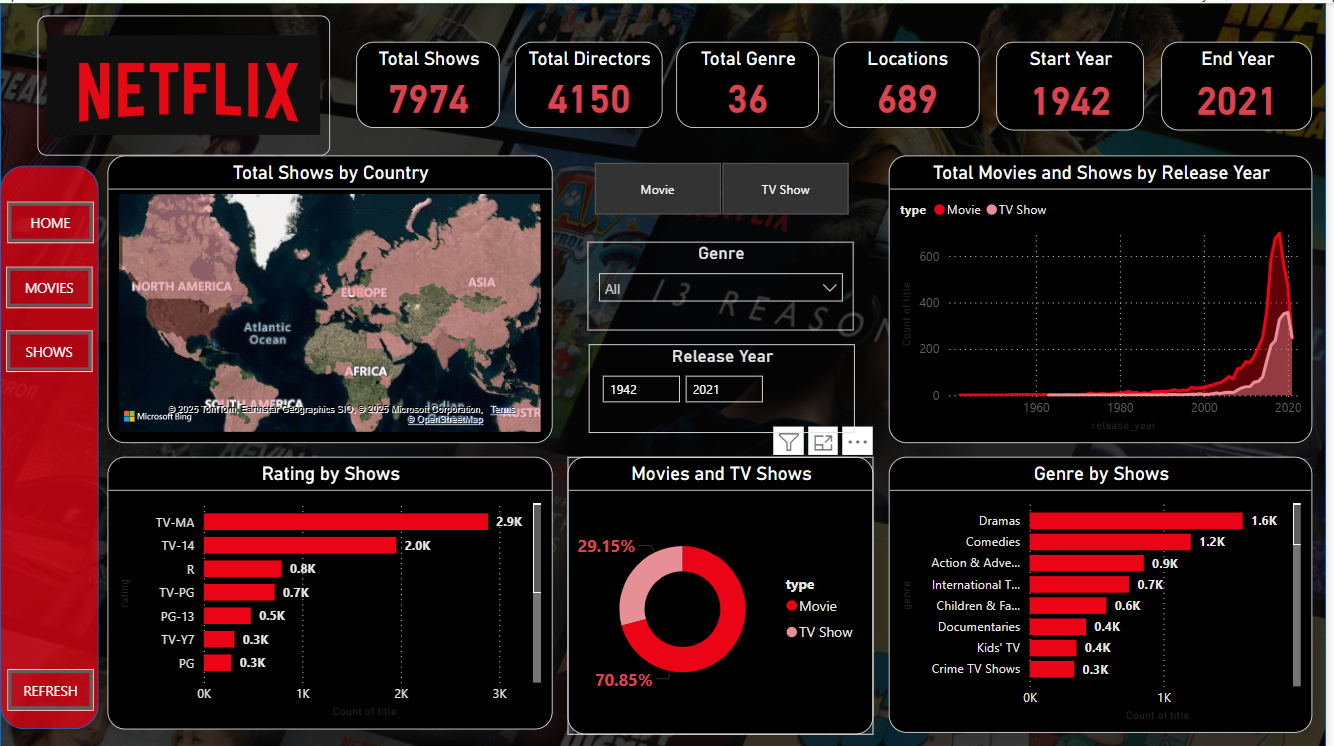 NETFLIX
Total Shows
7974
Total Directors
4150
Total Genre
36
Locations
689
Start Year
1942
End Year
2021
HOME
MOVIES
SHOWS
REFRESH
Total Shows by Country
NORTH AMERICA
EUROPE
ASIA
Atlantic
Ocean
AFRICA
SOUTH AMERICA
Indian
AUSTR
Microsoft Bing
© 2025 TomTom, Earthstar Geographics SIO, © 2025 Microsoft Corporation, Terms
© OpenStreetMap
Movie
TV Show
Genre
All
13 REASON
Release Year
1942
2021
Total Movies and Shows by Release Year
type Movie TV Show
Count of title
600
400
200
0
1960 1980 2000 2020
release_year
Rating by Shows
rating
TV-MA 2.9K
TV-14 2.0K
R 0.8K
TV-PG 0.7K
PG-13 0.5K
TV-Y7 0.3K
PG 0.3K
0K 1K 2K 3K
Count of title
Movies and TV Shows
29.15%
70.85%
type
Movie
TV Show
Genre by Shows
genre
Dramas 1.6K
Comedies 1.2K
Action & Adve... 0.9K
International T... 0.7K
Children & Fa... 0.6K
Documentaries 0.4K
Kids' TV 0.4K
Crime TV Shows 0.3K
0K 1K
Count of title